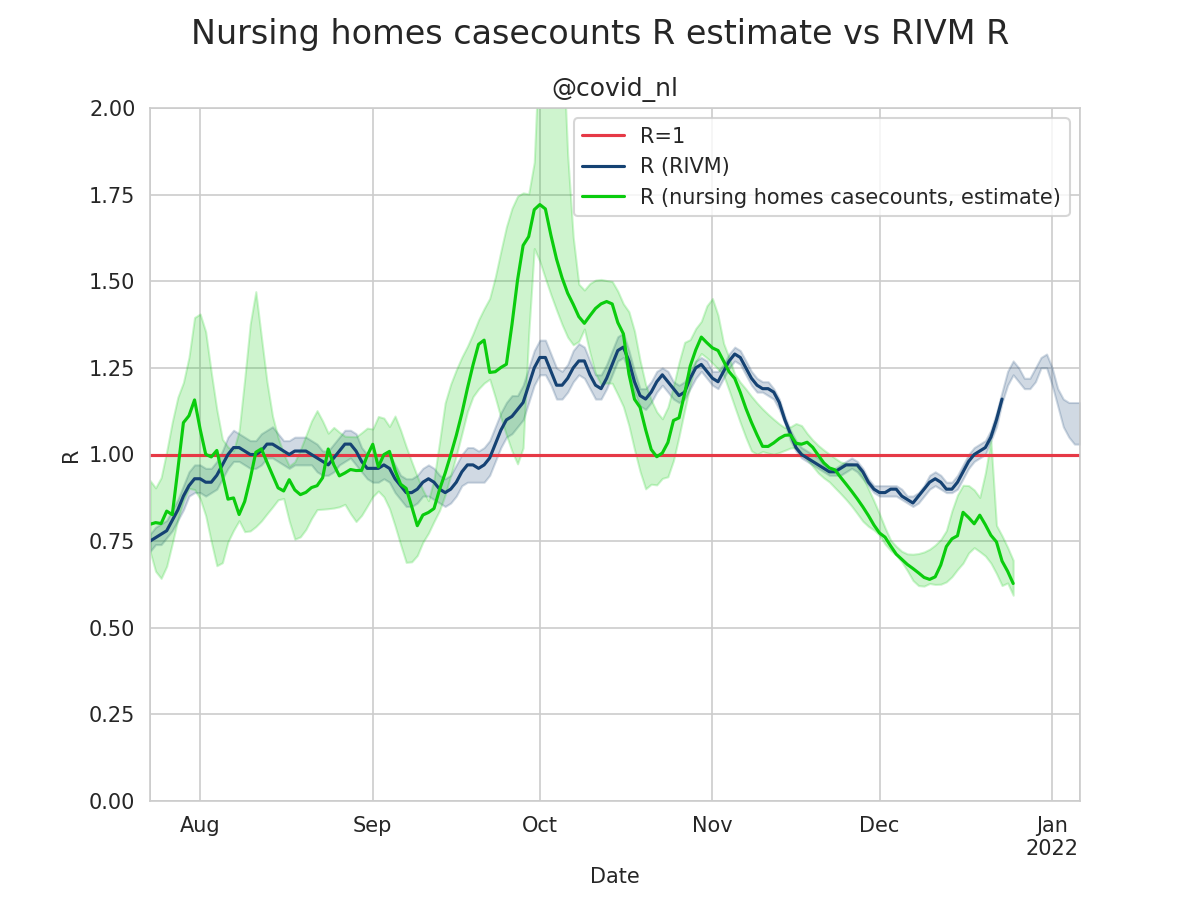 Nursing homes casecounts R estimate vs RIVM R
@covid_nl
2.00
1.75
1.50
1.25
1.00
0.75
0.50
0.25
0.00
R
R=1
R (RIVM)
R (nursing homes casecounts, estimate)
Aug
Sep
Oct
Nov
Dec
Jan
2022
Date